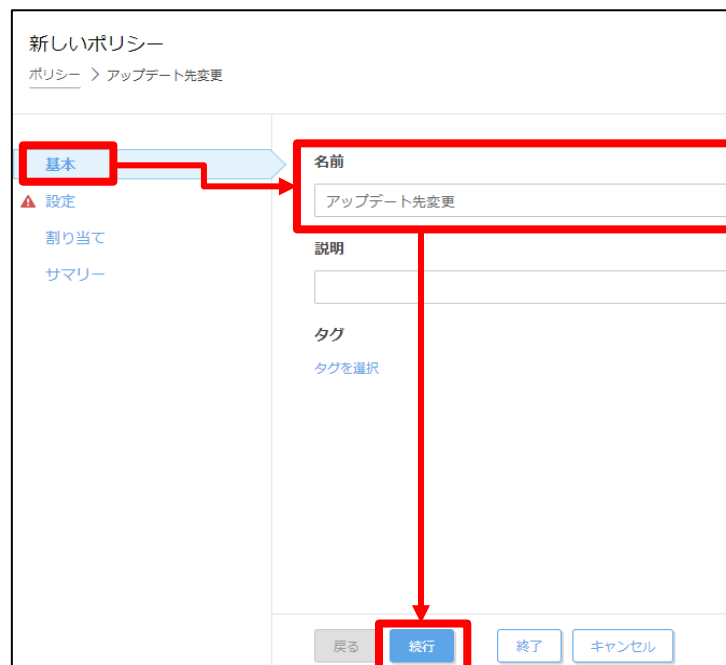 新しいポリシー
ポリシー > アップデート先変更
基本
設定
割り当て
サマリー
名前
アップデート先変更
説明
タグ
タグを選択
戻る 続行 終了 キャンセル